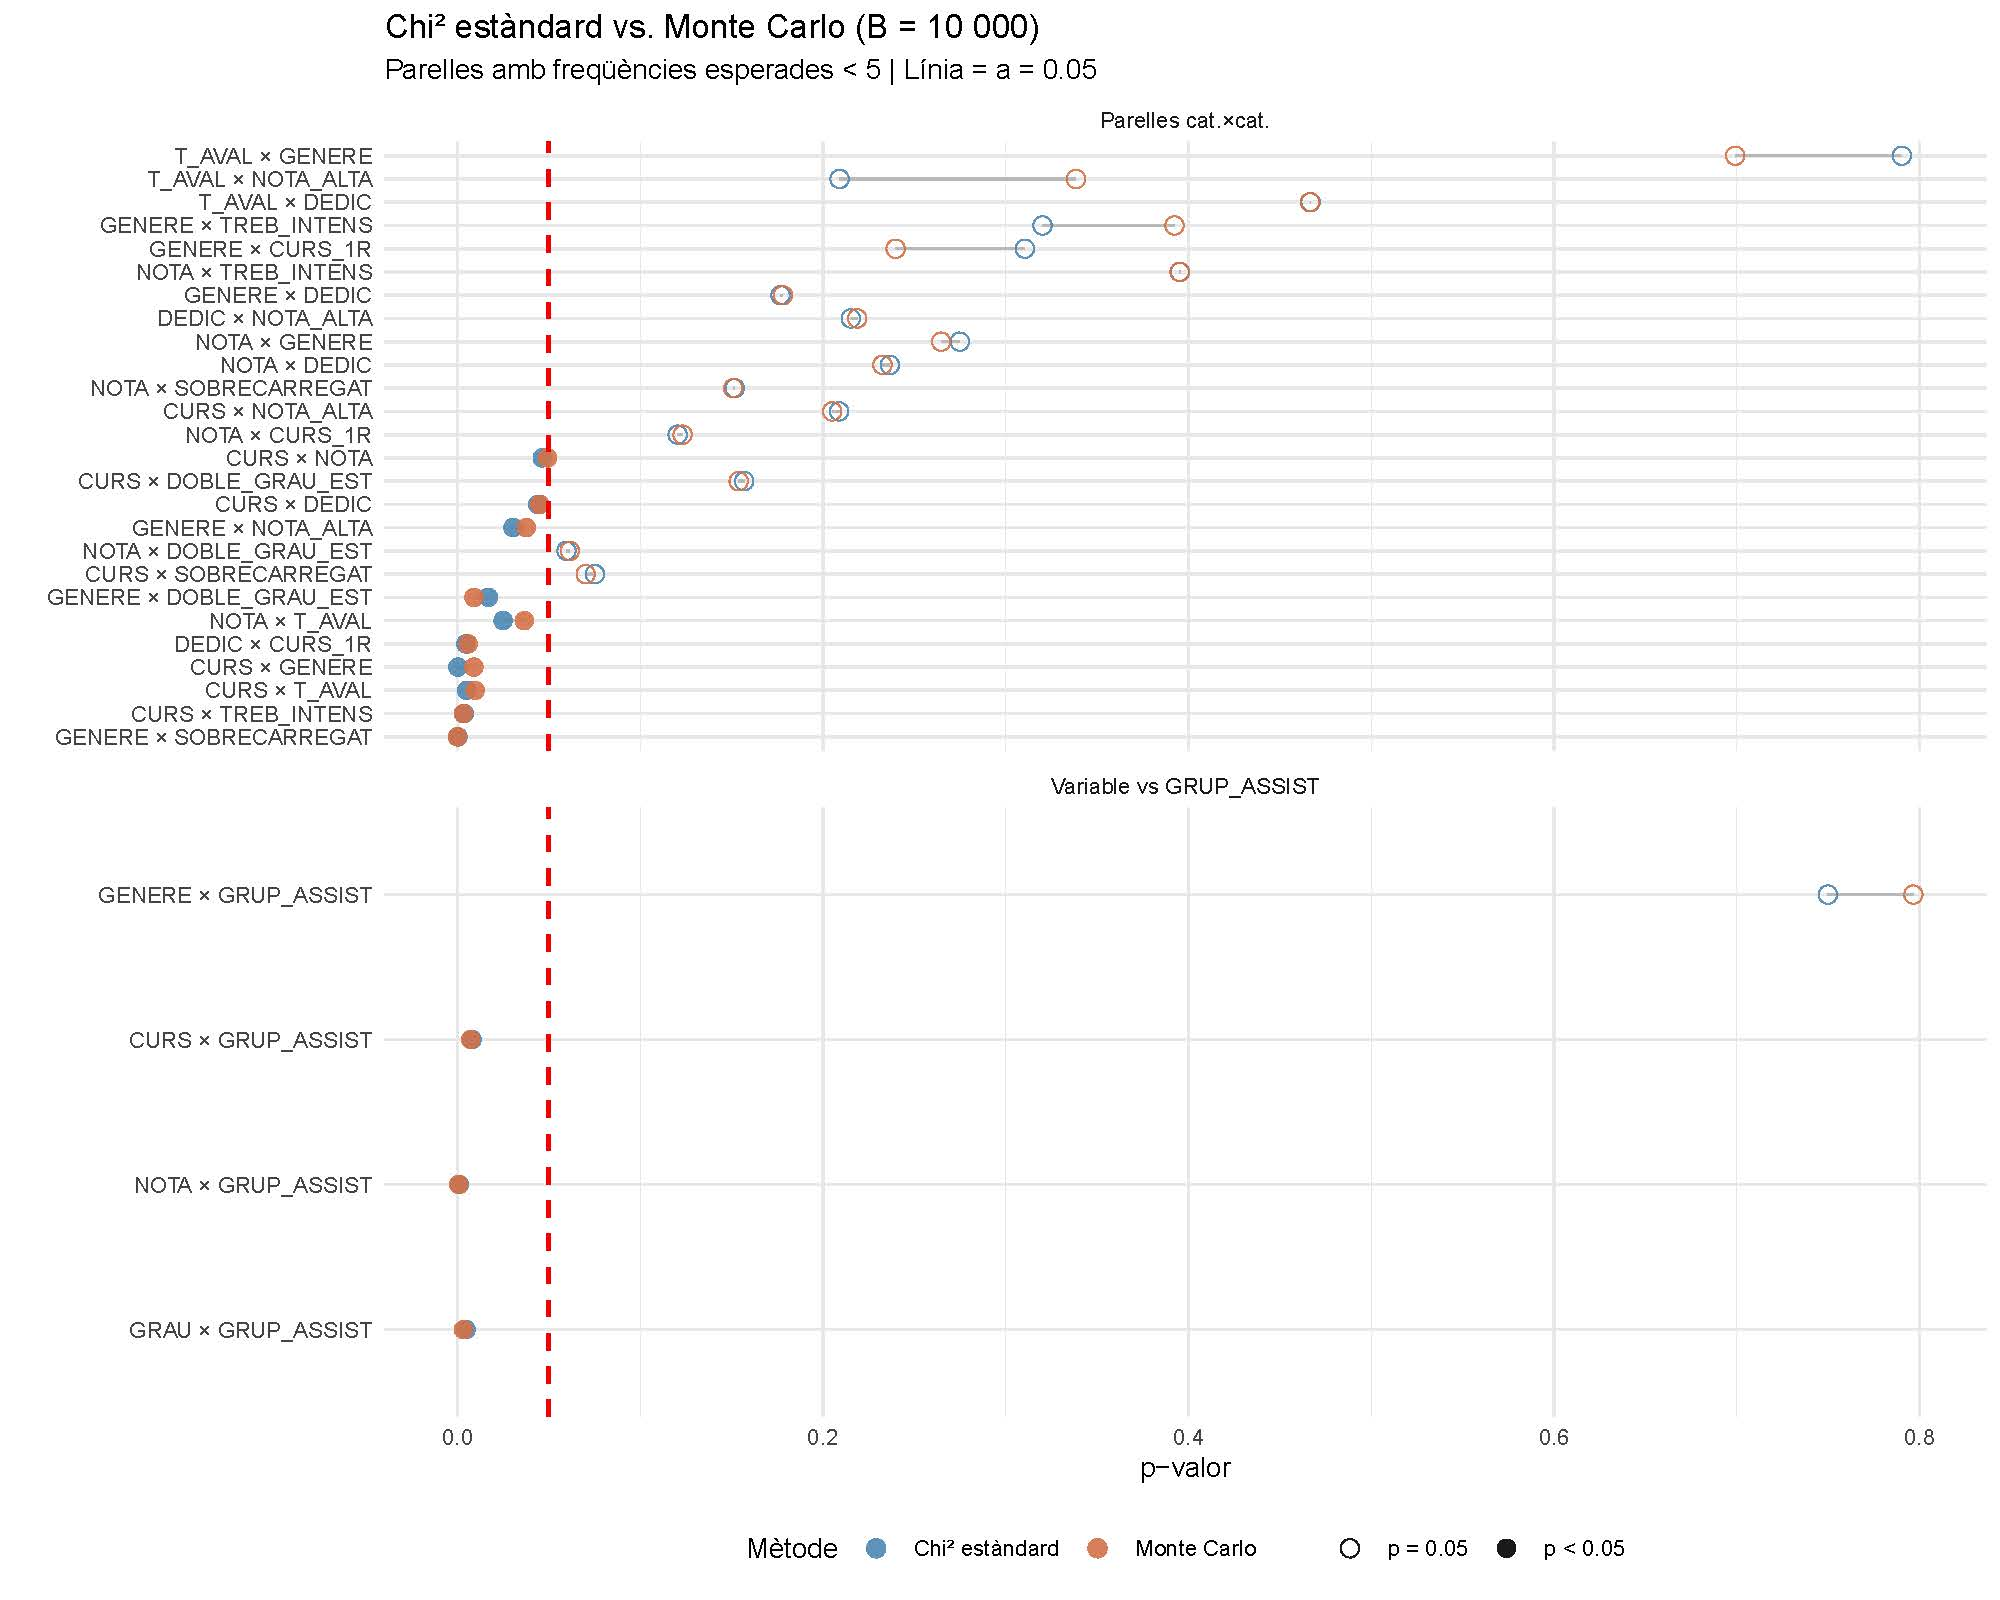 Chi² estàndard vs. Monte Carlo (B = 10 000)
Parelles amb freqüències esperades < 5 | Línia = a = 0.05
Parelles cat.×cat.
T_AVAL × GENERE
T_AVAL × NOTA_ALTA
T_AVAL × DEDIC
GENERE × TREB_INTENS
GENERE × CURS_1R
NOTA × TREB_INTENS
GENERE × DEDIC
DEDIC × NOTA_ALTA
NOTA × GENERE
NOTA × DEDIC
NOTA × SOBRECARREGAT
CURS × NOTA_ALTA
NOTA × CURS_1R
CURS × NOTA
CURS × DOBLE_GRAU_EST
CURS × DEDIC
GENERE × NOTA_ALTA
NOTA × DOBLE_GRAU_EST
CURS × SOBRECARREGAT
GENERE × DOBLE_GRAU_EST
NOTA × T_AVAL
DEDIC × CURS_1R
CURS × GENERE
CURS × T_AVAL
CURS × TREB_INTENS
GENERE × SOBRECARREGAT
Variable vs GRUP_ASSIST
GENERE × GRUP_ASSIST
CURS × GRUP_ASSIST
NOTA × GRUP_ASSIST
GRAU × GRUP_ASSIST
0.0 0.2 0.4 0.6 0.8
p−valor
Mètode Chi² estàndard Monte Carlo p = 0.05 p < 0.05